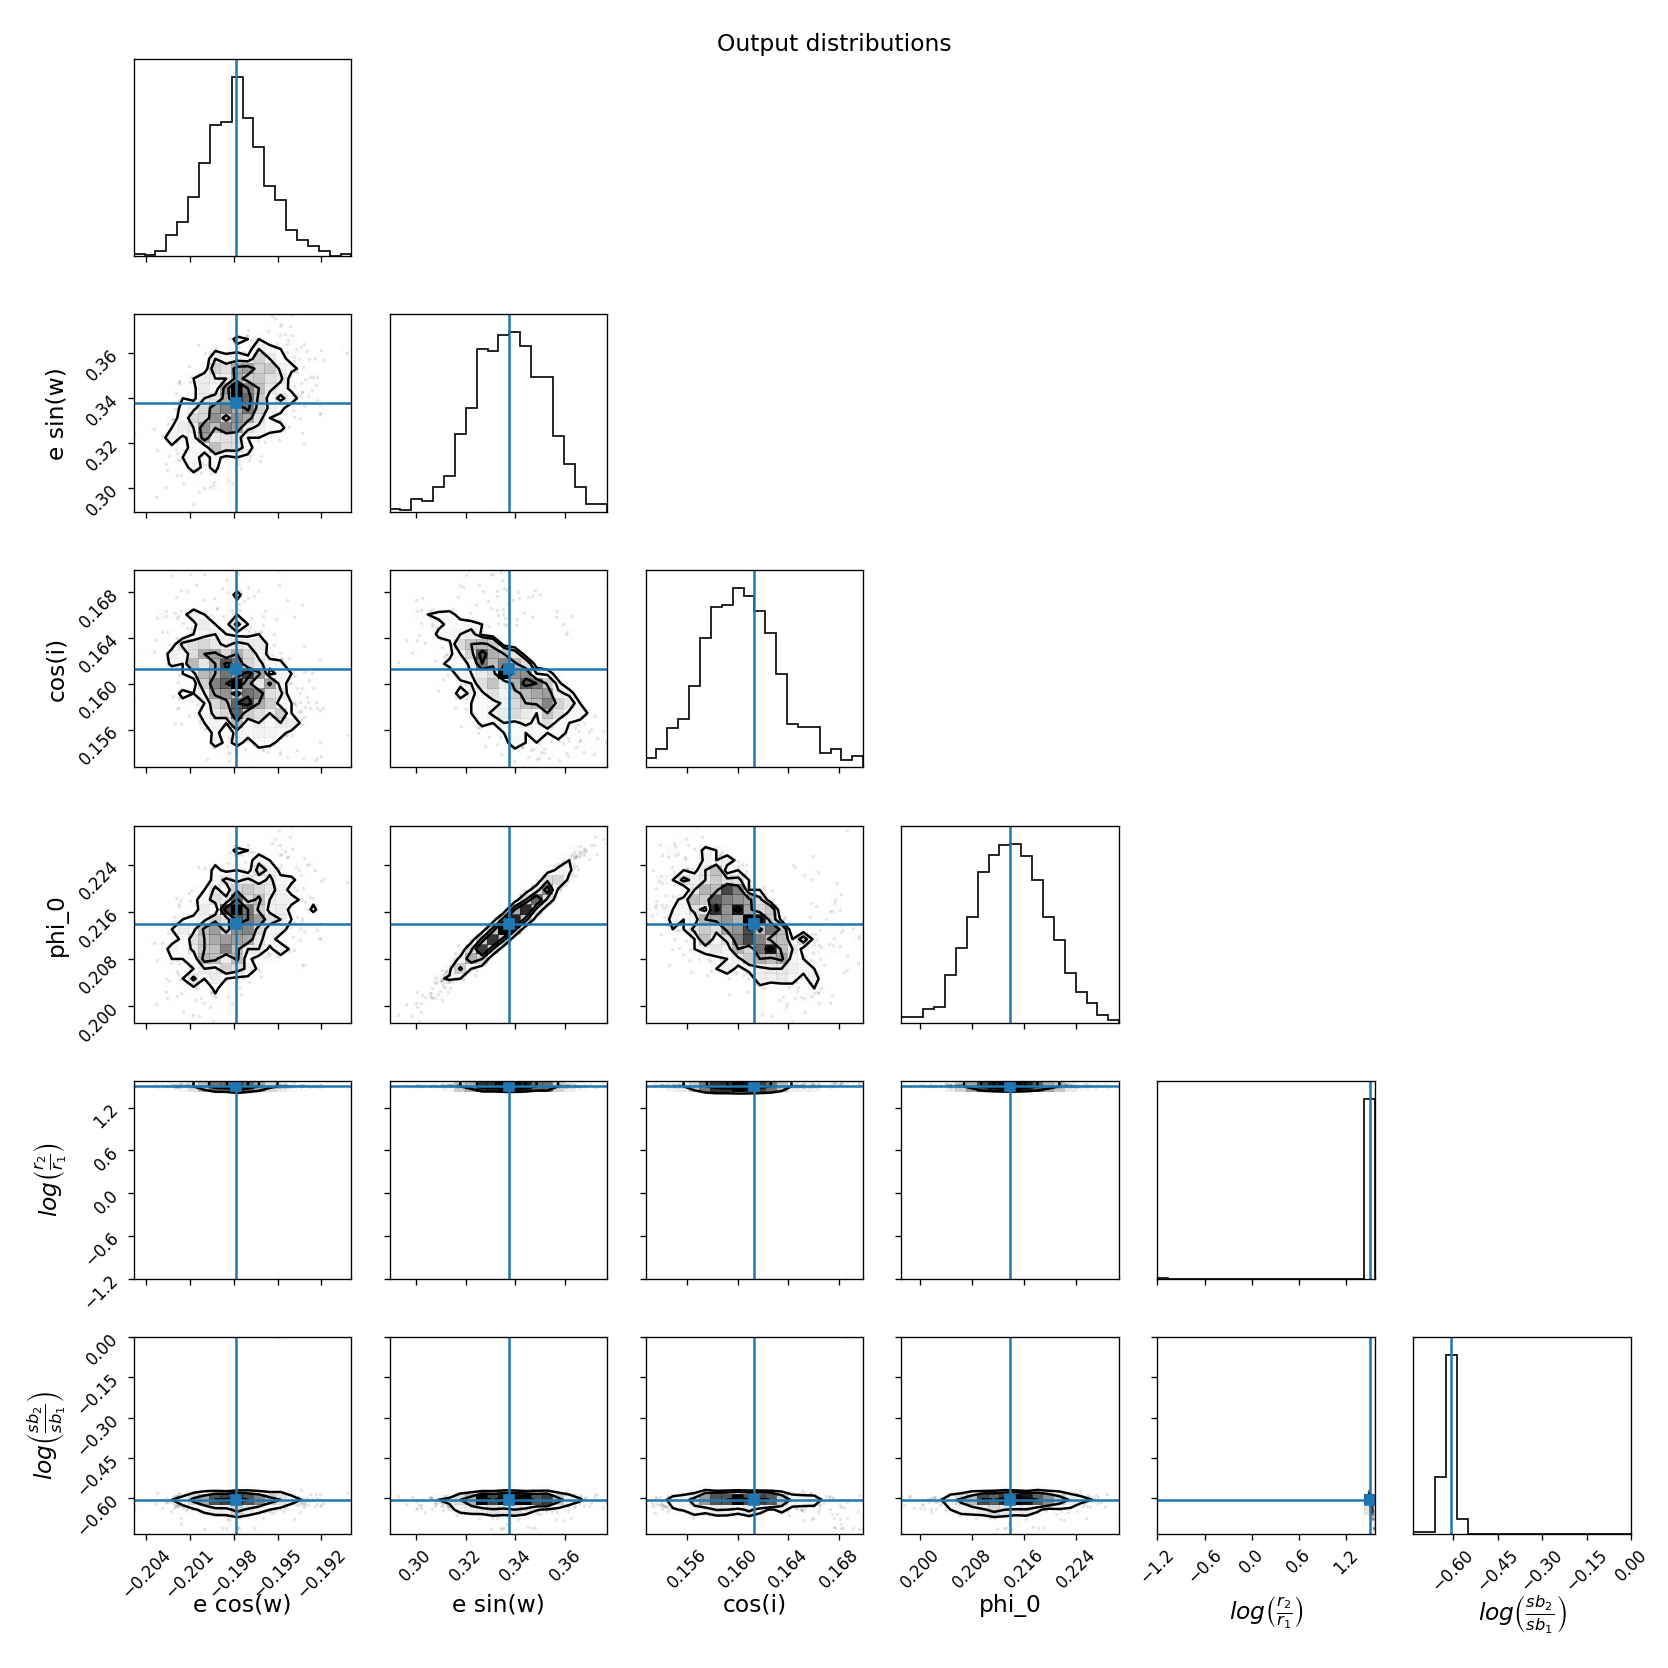 Output distributions
e sin(w)
0.36
0.34
0.32
0.30
cos(i)
0.168
0.164
0.160
0.156
phi_0
0.224
0.216
0.208
0.200
log(r₂/r₁)
1.2
0.6
0.0
−0.6
−1.2
log(sb₂/sb₁)
0.00
−0.15
−0.30
−0.45
−0.60
−0.204 −0.201 −0.198 −0.195 −0.192
e cos(w)
0.30 0.32 0.34 0.36
e sin(w)
0.156 0.160 0.164 0.168
cos(i)
0.200 0.208 0.216 0.224
phi_0
−1.2 −0.6 0.0 0.6 1.2
log(r₂/r₁)
−0.60 −0.45 −0.30 −0.15 0.00
log(sb₂/sb₁)